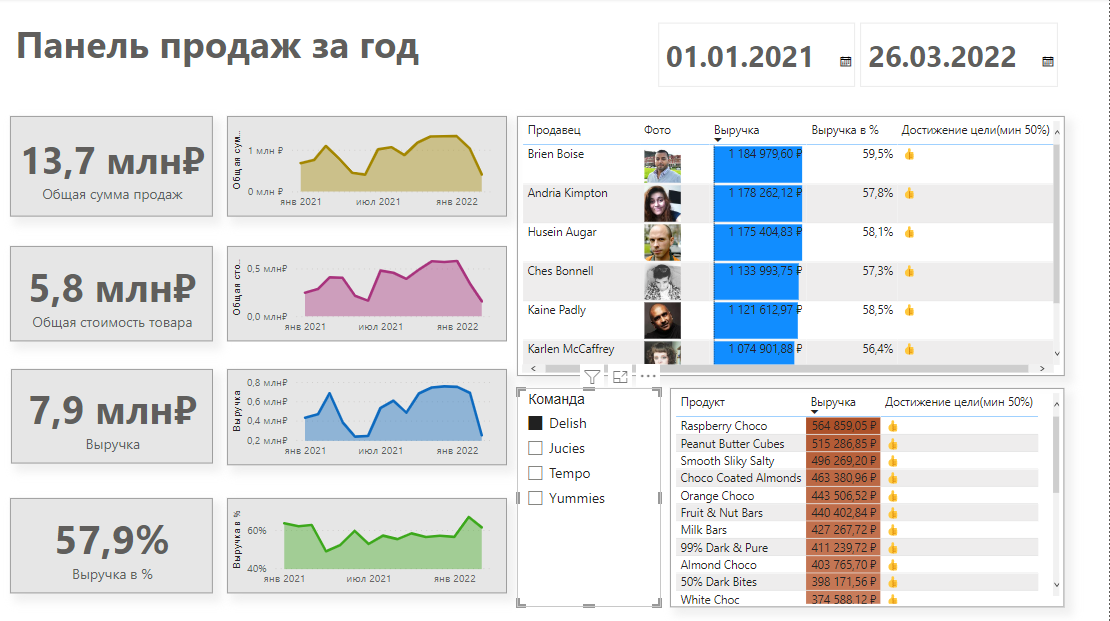 Панель продаж за год
01.01.2021
26.03.2022
13,7 млн₽
Общая сумма продаж
Общая сум...
1 млн ₽
0 млн ₽
янв 2021 июл 2021 янв 2022
5,8 млн₽
Общая стоимость товара
Общая сто...
0,5 млн₽
0,0 млн₽
янв 2021 июл 2021 янв 2022
7,9 млн₽
Выручка
Выручка
0,8 млн₽
0,6 млн₽
0,4 млн₽
0,2 млн₽
янв 2021 июл 2021 янв 2022
57,9%
Выручка в %
Выручка в %
60%
40%
янв 2021 июл 2021 янв 2022
Продавец Фото Выручка Выручка в % Достижение цели(мин 50%)
Brien Boise 1 184 979,60 ₽ 59,5%
Andria Kimpton 1 178 262,12 ₽ 57,8%
Husein Augar 1 175 404,83 ₽ 58,1%
Ches Bonnell 1 133 993,75 ₽ 57,3%
Kaine Padly 1 121 612,97 ₽ 58,5%
Karlen McCaffrey 1 074 901,88 ₽ 56,4%
Команда
Delish
Jucies
Tempo
Yummies
Продукт Выручка Достижение цели(мин 50%)
Raspberry Choco 564 859,05 ₽
Peanut Butter Cubes 515 286,85 ₽
Smooth Sliky Salty 496 269,20 ₽
Choco Coated Almonds 463 380,96 ₽
Orange Choco 443 506,52 ₽
Fruit & Nut Bars 440 402,84 ₽
Milk Bars 427 267,72 ₽
99% Dark & Pure 411 239,72 ₽
Almond Choco 403 765,70 ₽
50% Dark Bites 398 171,56 ₽
White Choc 374 588,12 ₽